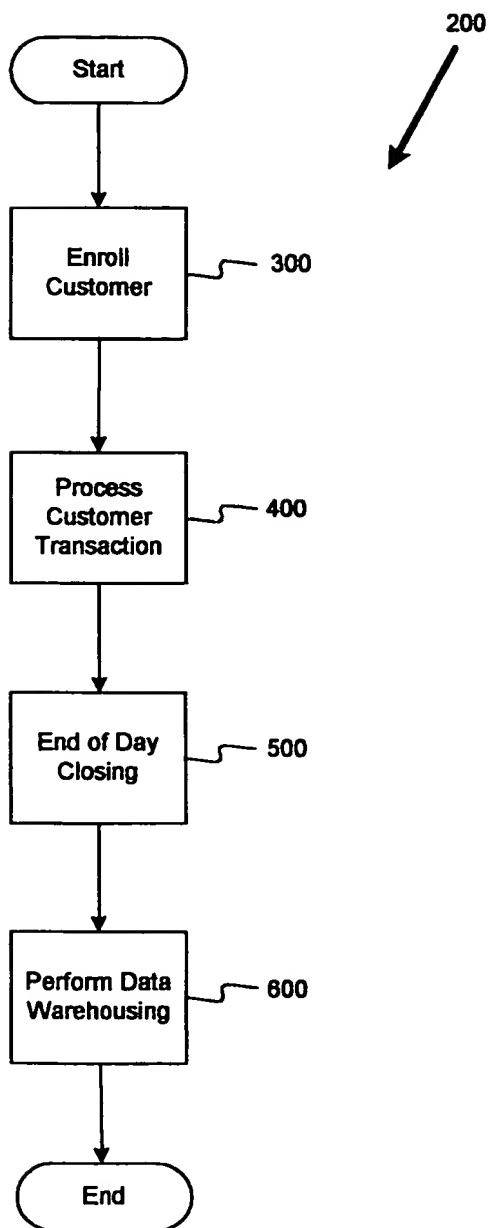 200
Start
Enroll
Customer
300
Process
Customer
Transaction
400
End of Day
Closing
500
Perform Data
Warehousing
600
End